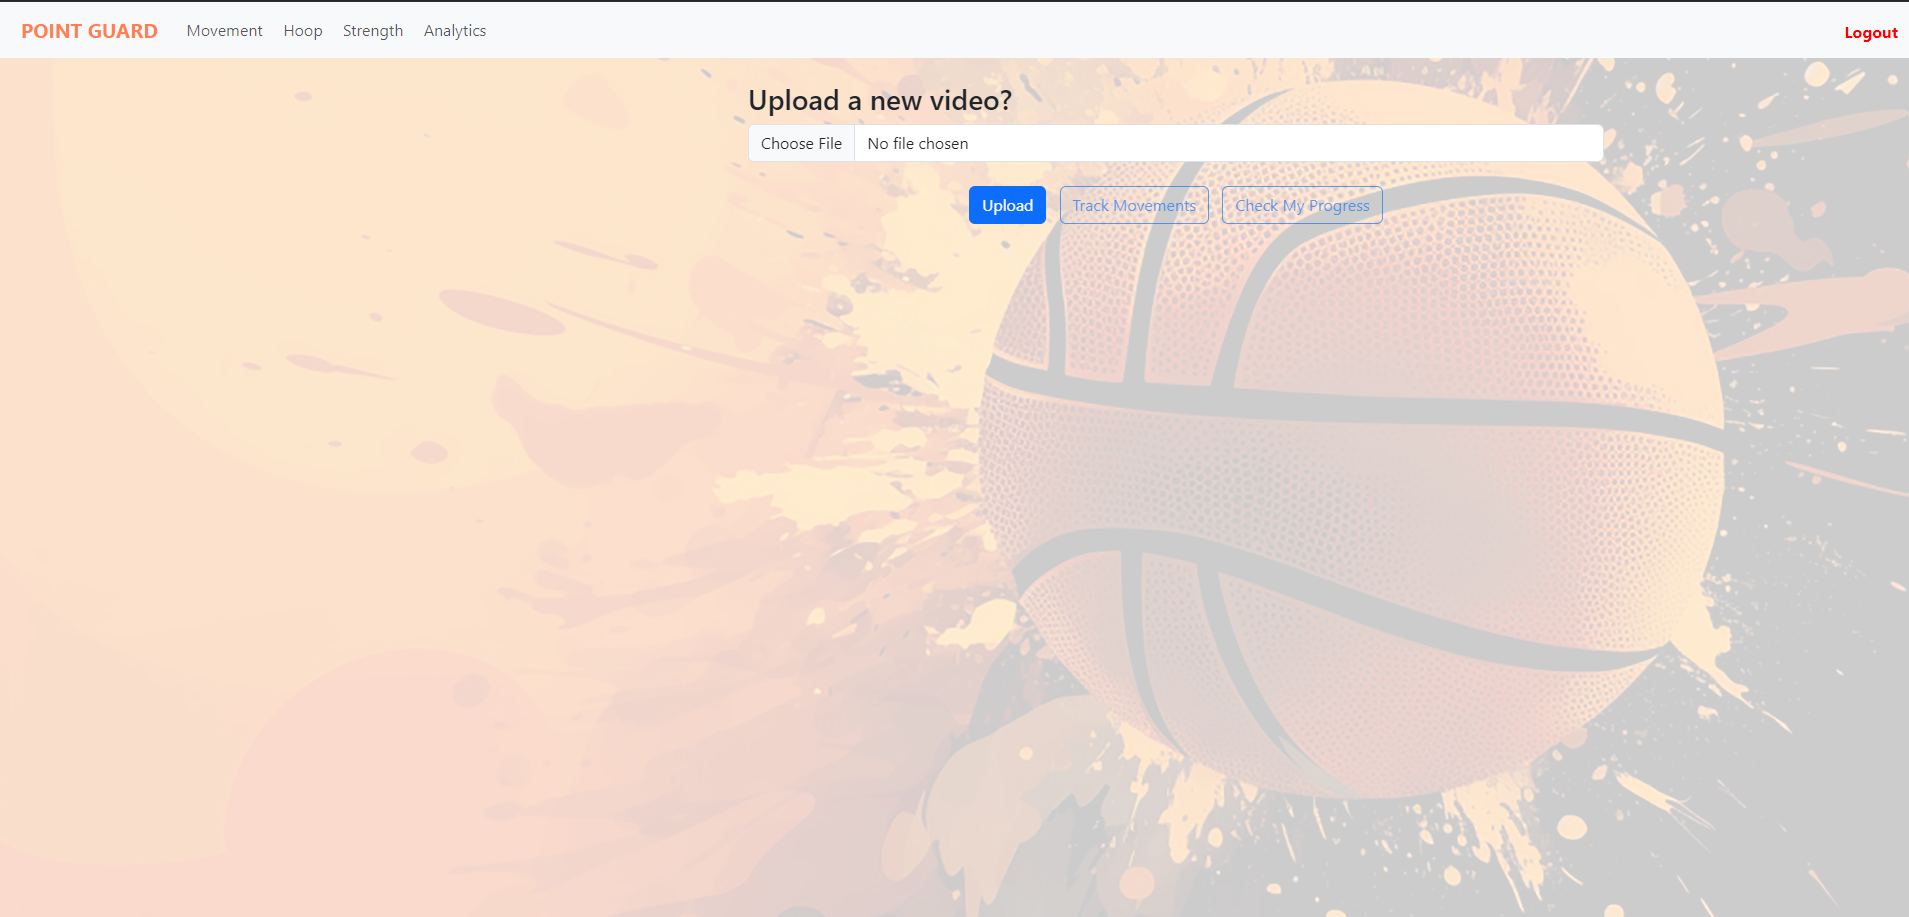 POINT GUARD Movement Hoop Strength Analytics Logout
Upload a new video?
Choose File No file chosen
Upload Track Movements Check My Progress